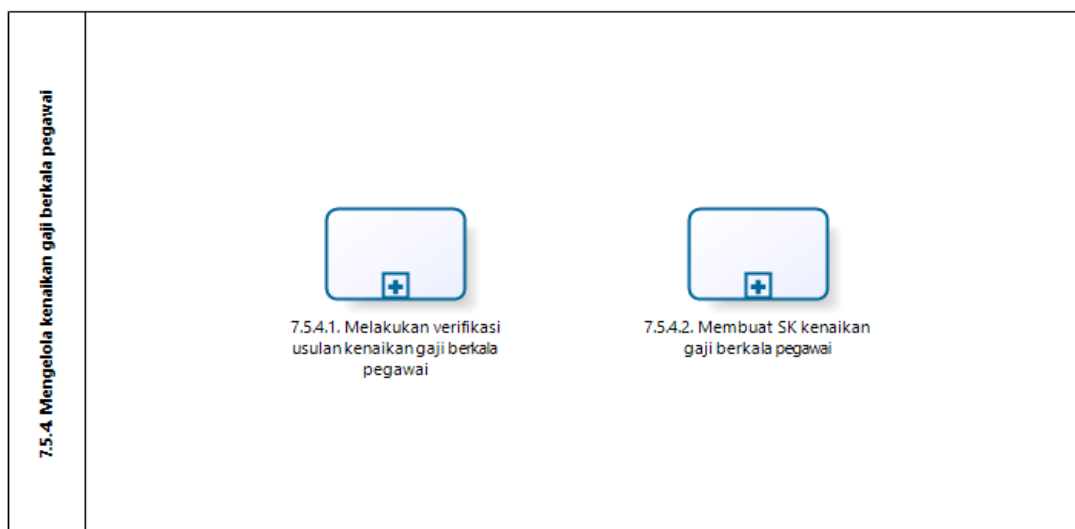 7.5.4. Mengelola kenaikan gaji berkala pegawai
7.5.4.1. Melakukan verifikasi
usulan kenaikan gaji berkala
pegawai
7.5.4.2. Membuat SK kenaikan
gaji berkala pegawai